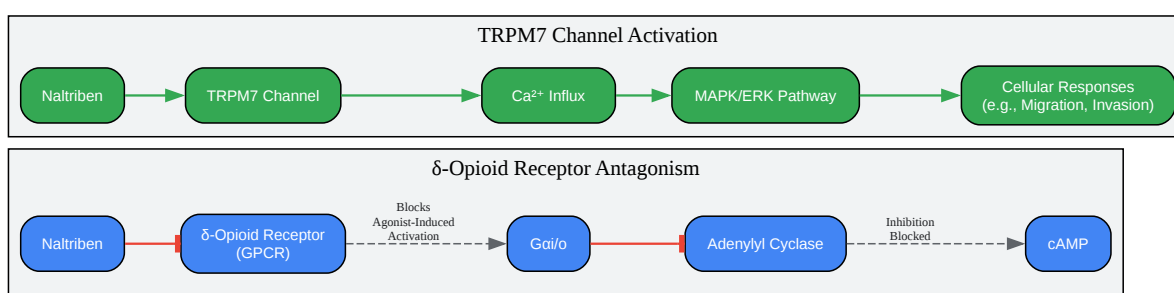 TRPM7 Channel Activation
Naltriben
TRPM7 Channel
Ca²⁺ Influx
MAPK/ERK Pathway
Cellular Responses
(e.g., Migration, Invasion)
δ-Opioid Receptor Antagonism
Naltriben
δ-Opioid Receptor
(GPCR)
Blocks
Agonist-Induced
Activation
Gαi/o
Adenylyl Cyclase
Inhibition
Blocked
cAMP